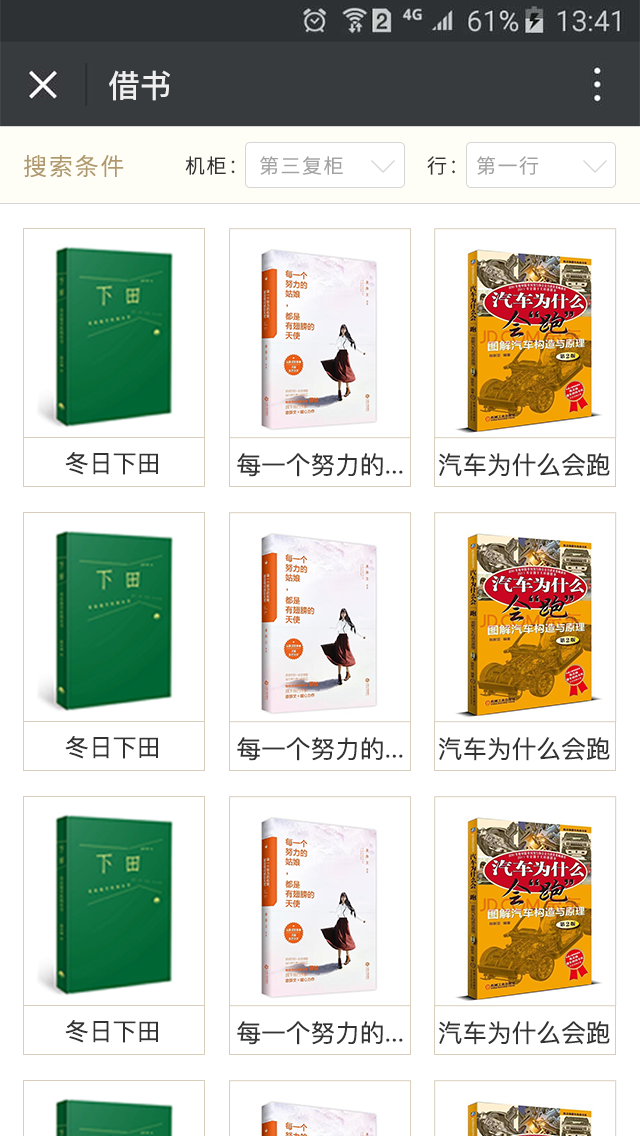 4G 61% 13:41
借书
搜索条件 机柜： 第三复柜 行： 第一行
下田
每一个
努力的
姑娘，
都是
有翅膀的
天使
汽车为什么
会“跑”
图解汽车构造与原理
第2版
冬日下田 每一个努力的... 汽车为什么会跑
下田
每一个
努力的
姑娘，
都是
有翅膀的
天使
汽车为什么
会“跑”
图解汽车构造与原理
第2版
冬日下田 每一个努力的... 汽车为什么会跑
下田
每一个
努力的
姑娘，
都是
有翅膀的
天使
汽车为什么
会“跑”
图解汽车构造与原理
第2版
冬日下田 每一个努力的... 汽车为什么会跑
每一个